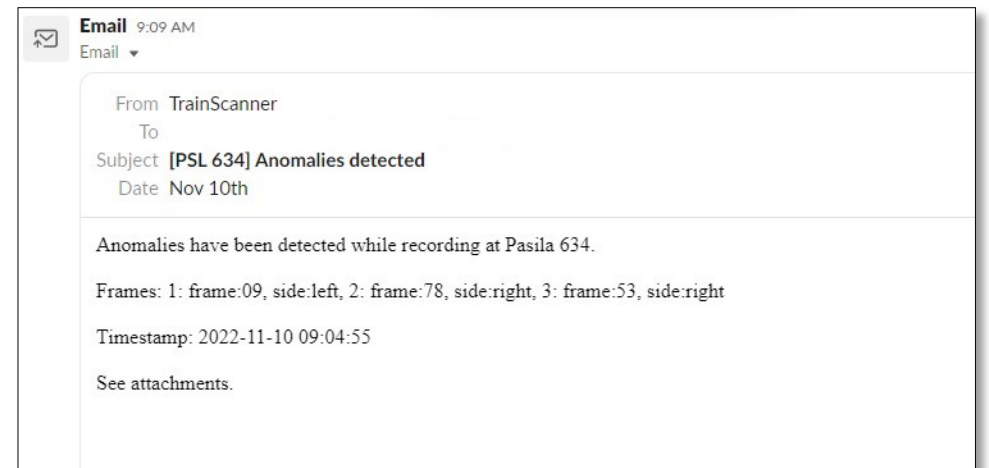 Email 9:09 AM
Email
From TrainScanner
To
Subject [PSL 634] Anomalies detected
Date Nov 10th
Anomalies have been detected while recording at Pasila 634.
Frames: 1: frame:09, side:left, 2: frame:78, side:right, 3: frame:53, side:right
Timestamp: 2022-11-10 09:04:55
See attachments.